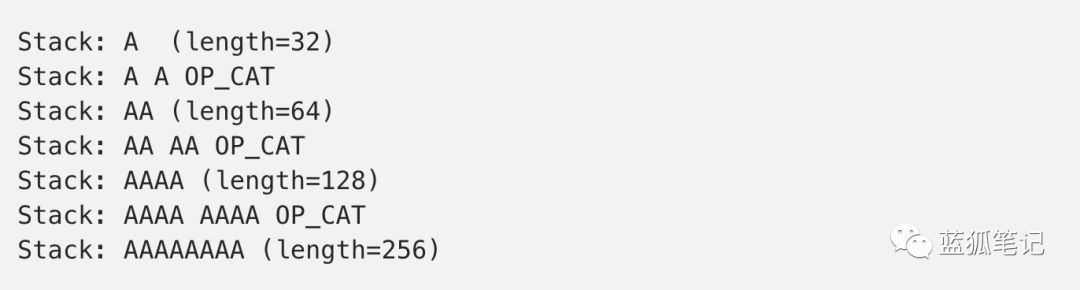 Stack: A  (length=32)
Stack: A A OP_CAT
Stack: AA (length=64)
Stack: AA AA OP_CAT
Stack: AAAA (length=128)
Stack: AAAA AAAA OP_CAT
Stack: AAAAAAAA (length=256)
蓝狐笔记